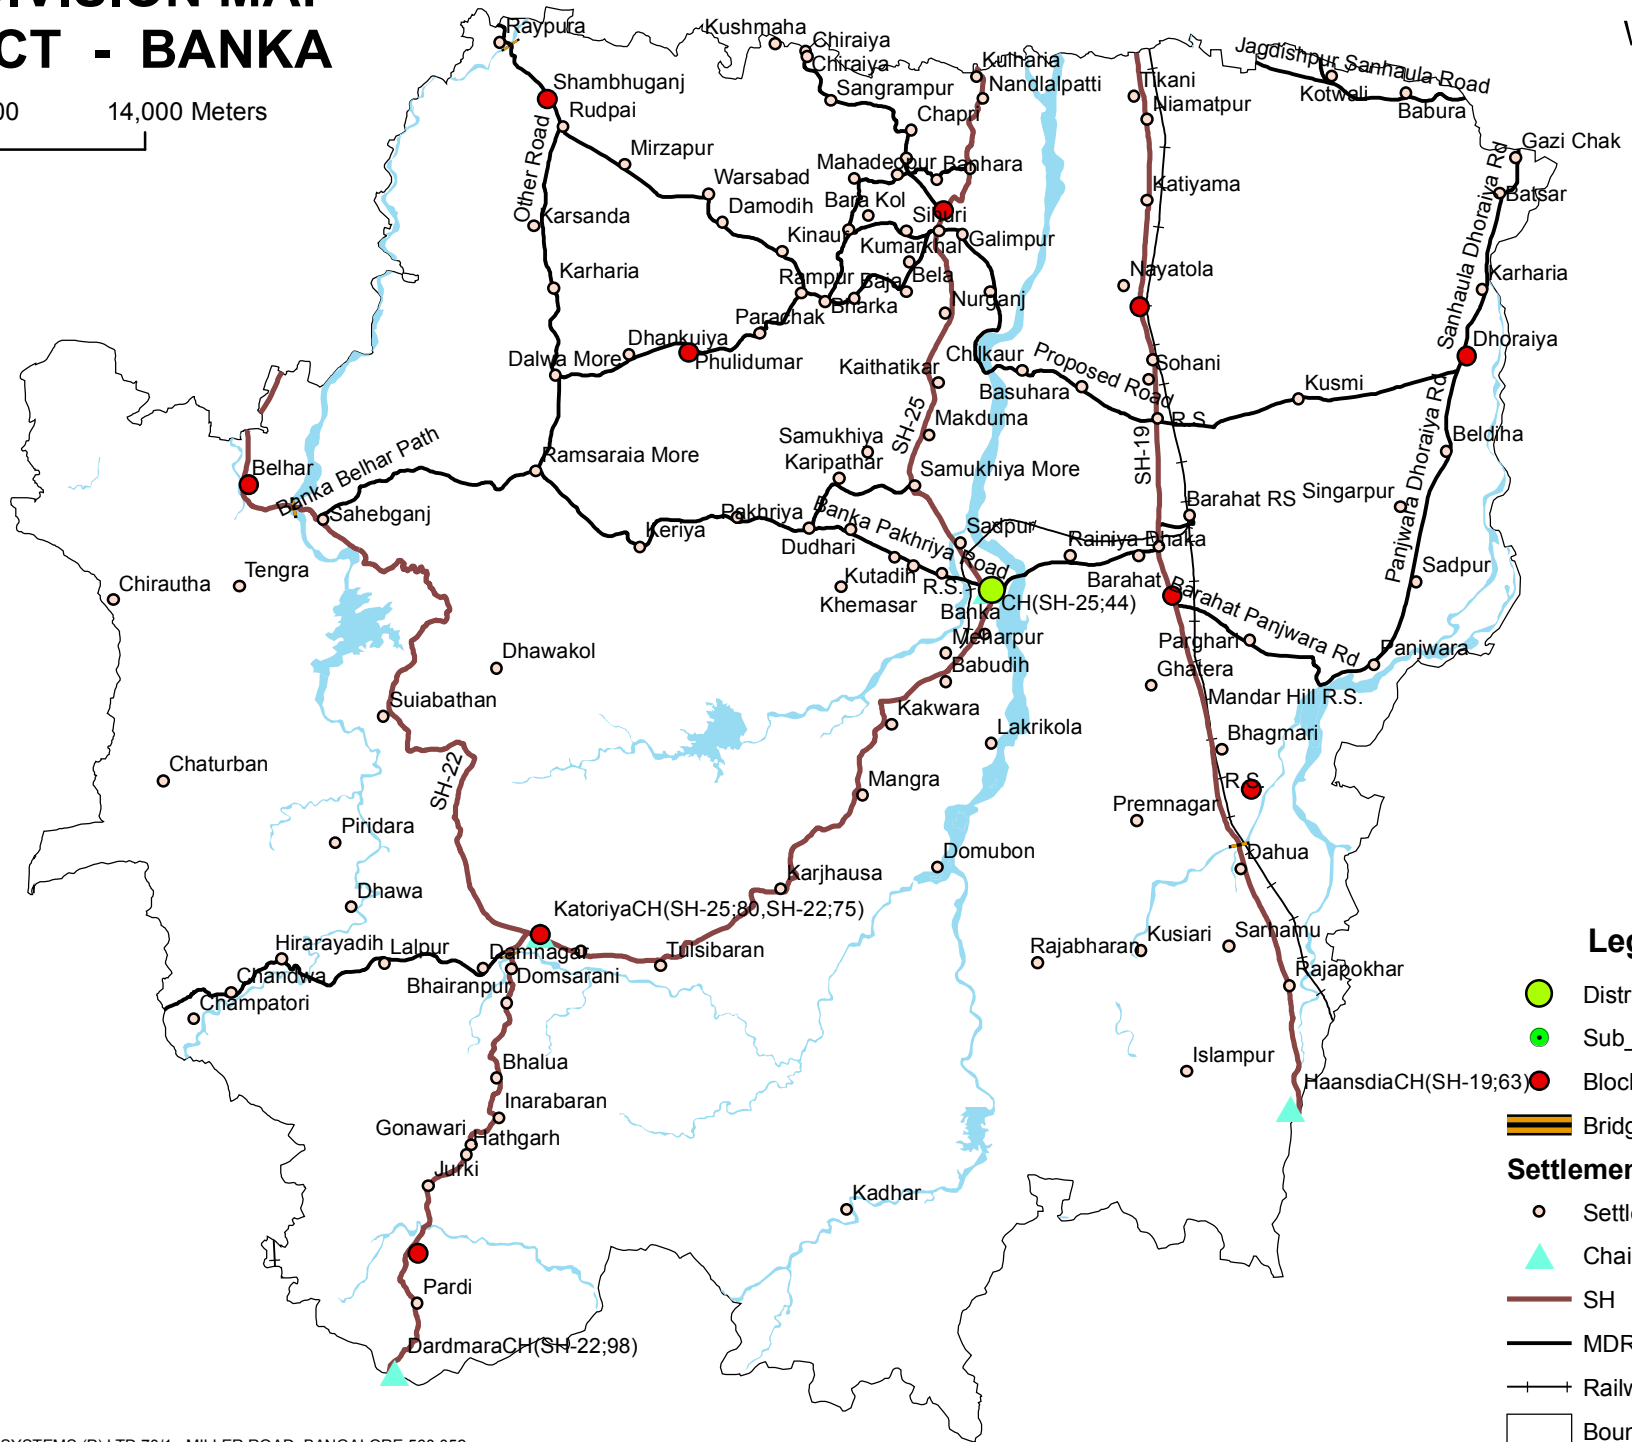 CT - BANKA
14,000 Meters
Raypura
Kushmaha
Chiraiya
Chiraiya
Kulharia
Nandlalpatti
Tikani
Niamatpur
Jagdishpur Sanhaula Road
Kotwali
Babura
Gazi Chak
Batsar
Shambhuganj
Rudpai
Sangrampur
Chapri
Mirzapur
Mahadeopur
Banhara
Warsabad
Bara Kol
Katiyama
Damodih
Sihuri
Other Road
Karsanda
Kinaur
Kumarkhal
Galimpur
Sanhaula Dhoraiya Rd
Karharia
Rampur
Baja
Bela
Nayatola
Karharia
Bharka
Nurganj
Parachak
Dhankuiya
Phulidumar
Dalwa More
Kaithatikar
Chilkaur
Proposed Road
Basuhara
Sohani
Dhoraiya
Kusmi
R.S
SH-25
Makduma
SH-19
Panjwara Dhoraiya Rd
Beldiha
Samukhiya
Karipathar
Samukhiya More
Ramsaraia More
Belhar
Banka Belhar Path
Sahebganj
Barahat RS
Singarpur
Pakhriya
Banka Pakhriya Road
Keriya
Dudhari
Sadpur
Rainiya
Dhaka
Sadpur
Chirautha
Tengra
Kutadih
R.S.
Khemasar
Banka
CH(SH-25;44)
Barahat
Barahat Panjwara Rd
Meharpur
Parghari
Panjwara
Dhawakol
Babudih
Ghatera
Suiabathan
Kakwara
Mandar Hill R.S.
Lakrikola
Bhagmari
Chaturban
SH-22
Mangra
R.S.
Premnagar
Piridara
Domubon
Dahua
Dhawa
Karjhausa
KatoriyaCH(SH-25;80,SH-22;75)
Hirarayadih
Lalpur
Damnagar
Tulsibaran
Rajabharan
Kusiari
Sarhamu
Chandwa
Bhairanpur
Domsarani
Rajapokhar
Champatori
Bhalua
Islampur
HaansdiaCH(SH-19;63)
Inarabaran
Gonawari
Hathgarh
Jurki
Kadhar
Pardi
DardmaraCH(SH-22;98)
Leg
Distr
Sub_
Bloc
Bridg
Settlemen
Settl
Chai
SH
MDR
Railw
Bour